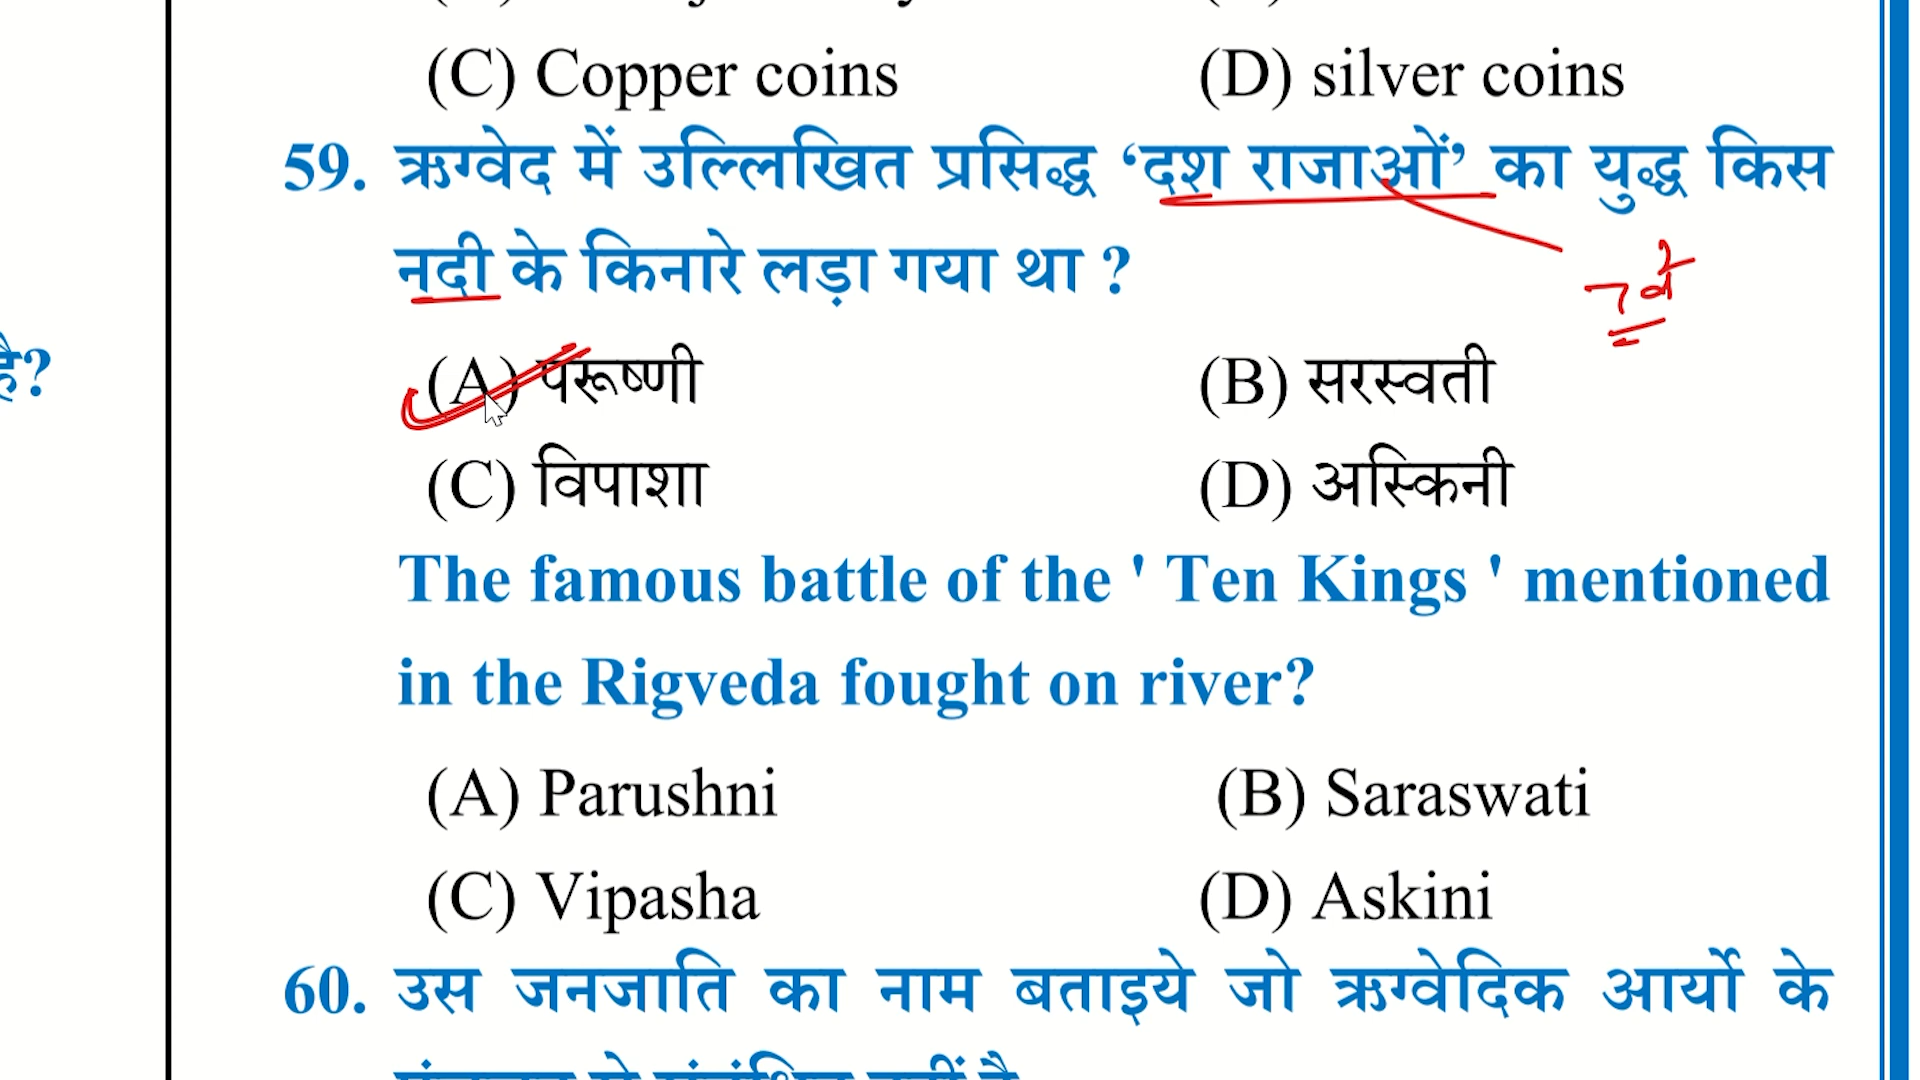 (C) Copper coins (D) silver coins
59. ऋग्वेद में उल्लिखित प्रसिद्ध ‘दश राजाओं’ का युद्ध किस
नदी के किनारे लड़ा गया था ?
7वें
है?
(A) परूष्णी (B) सरस्वती
(C) विपाशा (D) अस्किनी
The famous battle of the ' Ten Kings ' mentioned
in the Rigveda fought on river?
(A) Parushni (B) Saraswati
(C) Vipasha (D) Askini
60. उस जनजाति का नाम बताइये जो ऋग्वेदिक आर्यो के